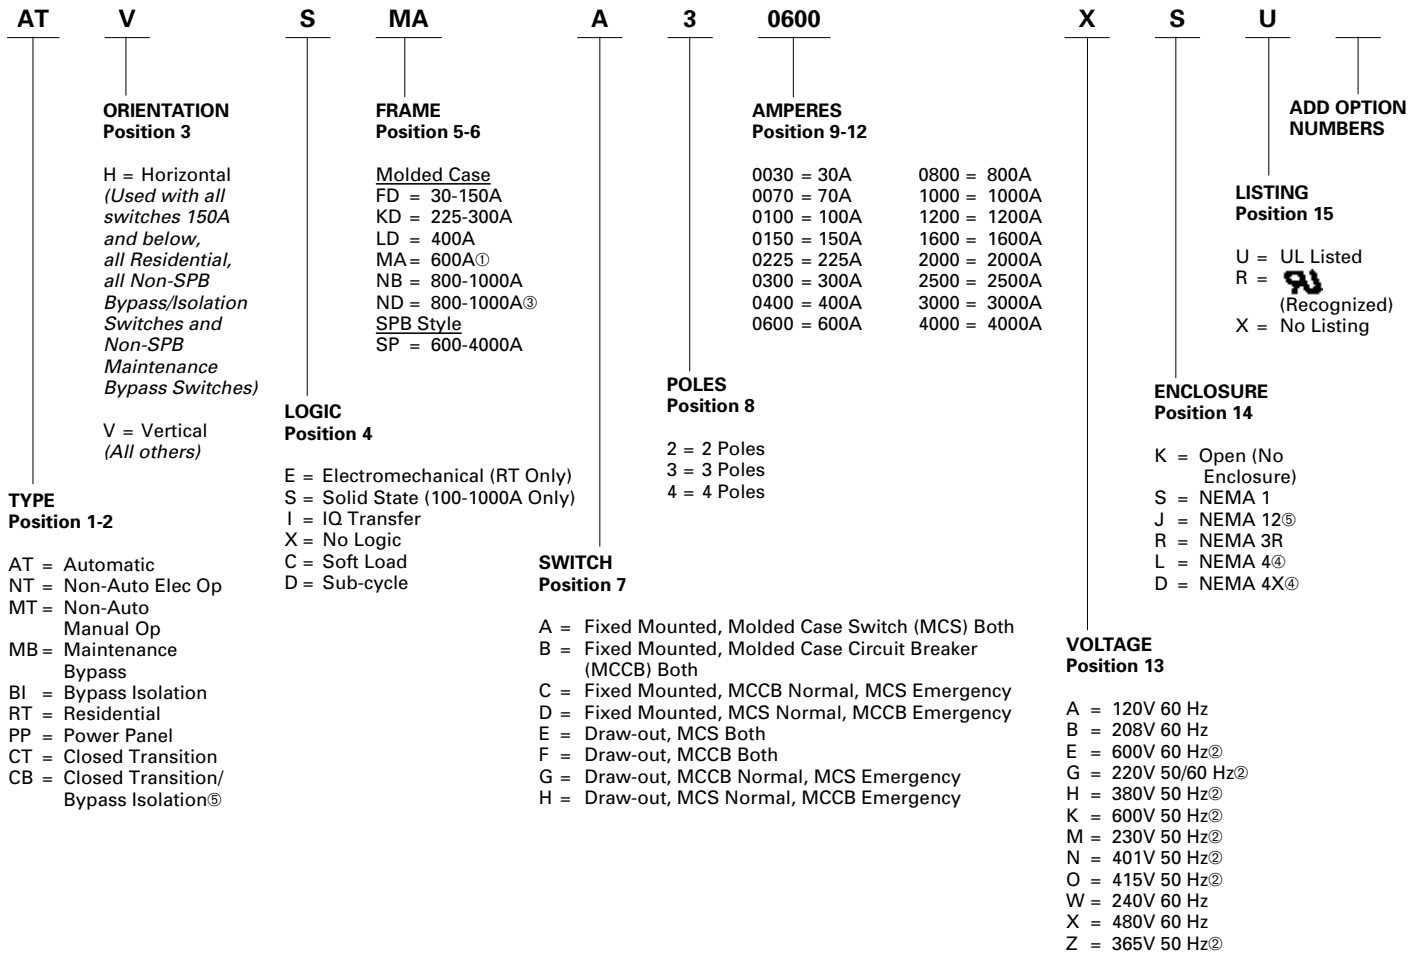 AT V S MA A 3 0600 X S U
ORIENTATION
Position 3
H = Horizontal
(Used with all
switches 150A
and below,
all Residential,
all Non-SPB
Bypass/Isolation
Switches and
Non-SPB
Maintenance
Bypass Switches)
V = Vertical
(All others)
FRAME
Position 5-6
Molded Case
FD = 30-150A
KD = 225-300A
LD = 400A
MA = 600A①
NB = 800-1000A
ND = 800-1000A③
SPB Style
SP = 600-4000A
AMPERES
Position 9-12
0030 = 30A
0070 = 70A
0100 = 100A
0150 = 150A
0225 = 225A
0300 = 300A
0400 = 400A
0600 = 600A
0800 = 800A
1000 = 1000A
1200 = 1200A
1600 = 1600A
2000 = 2000A
2500 = 2500A
3000 = 3000A
4000 = 4000A
ADD OPTION
NUMBERS
LISTING
Position 15
U = UL Listed
R = RU
(Recognized)
X = No Listing
POLES
Position 8
2 = 2 Poles
3 = 3 Poles
4 = 4 Poles
ENCLOSURE
Position 14
K = Open (No
Enclosure)
S = NEMA 1
J = NEMA 12⑤
R = NEMA 3R
L = NEMA 4④
D = NEMA 4X④
LOGIC
Position 4
E = Electromechanical (RT Only)
S = Solid State (100-1000A Only)
I = IQ Transfer
X = No Logic
C = Soft Load
D = Sub-cycle
TYPE
Position 1-2
AT = Automatic
NT = Non-Auto Elec Op
MT = Non-Auto
Manual Op
MB = Maintenance
Bypass
BI = Bypass Isolation
RT = Residential
PP = Power Panel
CT = Closed Transition
CB = Closed Transition/
Bypass Isolation⑤
SWITCH
Position 7
A = Fixed Mounted, Molded Case Switch (MCS) Both
B = Fixed Mounted, Molded Case Circuit Breaker
(MCCB) Both
C = Fixed Mounted, MCCB Normal, MCS Emergency
D = Fixed Mounted, MCS Normal, MCCB Emergency
E = Draw-out, MCS Both
F = Draw-out, MCCB Both
G = Draw-out, MCCB Normal, MCS Emergency
H = Draw-out, MCS Normal, MCCB Emergency
VOLTAGE
Position 13
A = 120V 60 Hz
B = 208V 60 Hz
E = 600V 60 Hz②
G = 220V 50/60 Hz②
H = 380V 50 Hz②
K = 600V 50 Hz②
M = 230V 50 Hz②
N = 401V 50 Hz②
O = 415V 50 Hz②
W = 240V 60 Hz
X = 480V 60 Hz
Z = 365V 50 Hz②